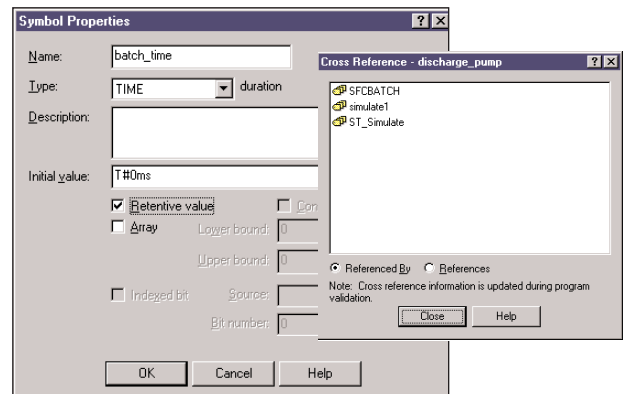 Symbol Properties
Name:
batch_time
Type:
TIME
duration
Description:
Initial value:
T#0ms
Retentive value
Array
Lower bound:
0
Upper bound:
0
Indexed bit
Source:
Bit number:
0
OK
Cancel
Help
Cross Reference - discharge_pump
SFCBATCH
simulate1
ST_Simulate
Referenced By
References
Note: Cross reference information is updated during program
validation.
Close
Help